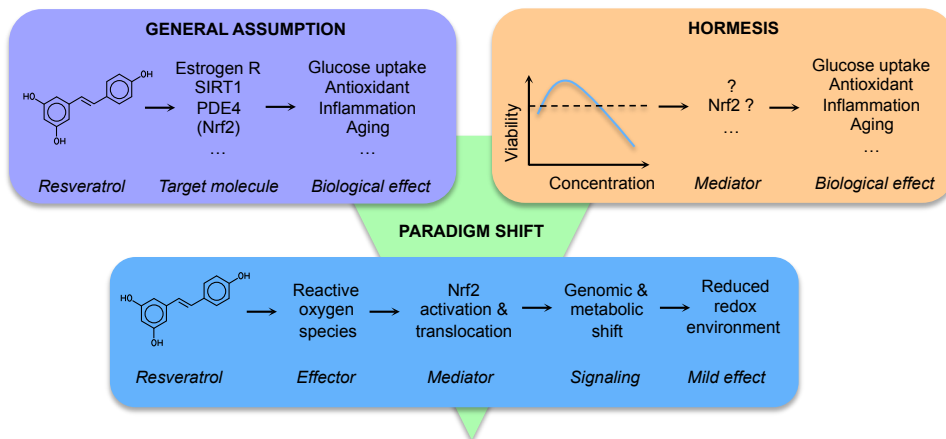 GENERAL ASSUMPTION
OH
HO
OH
Estrogen R
SIRT1
PDE4
(Nrf2)
…
Glucose uptake
Antioxidant
Inflammation
Aging
…
Resveratrol
Target molecule
Biological effect
HORMESIS
Viability
Concentration
?
Nrf2 ?
…
Glucose uptake
Antioxidant
Inflammation
Aging
…
Mediator
Biological effect
PARADIGM SHIFT
OH
HO
OH
Reactive
oxygen
species
Nrf2
activation &
translocation
Genomic &
metabolic
shift
Reduced
redox
environment
Resveratrol
Effector
Mediator
Signaling
Mild effect